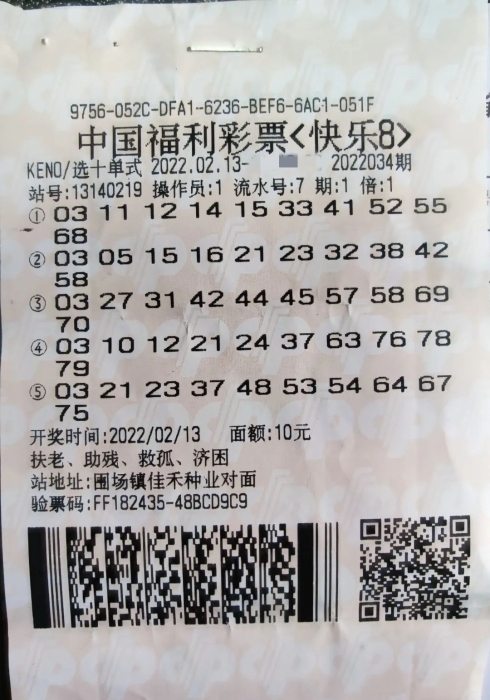 9756-052C-DFA1-6236-BEF6-6AC1-051F
中国福利彩票<快乐8>
KENO/选十单式 2022.02.13- 2022034期
站号:13140219 操作员:1 流水号:7 期:1 倍:1
① 03 11 12 14 15 33 41 52 55
68
② 03 05 15 16 21 23 32 38 42
58
③ 03 27 31 42 44 45 57 58 69
70
④ 03 10 12 21 24 37 63 76 78
79
⑤ 03 21 23 37 48 53 54 64 67
75
开奖时间:2022/02/13 面额:10元
扶老、助残、救孤、济困
站地址:围场镇佳禾种业对面
验票码:FF182435-48BCD9C9